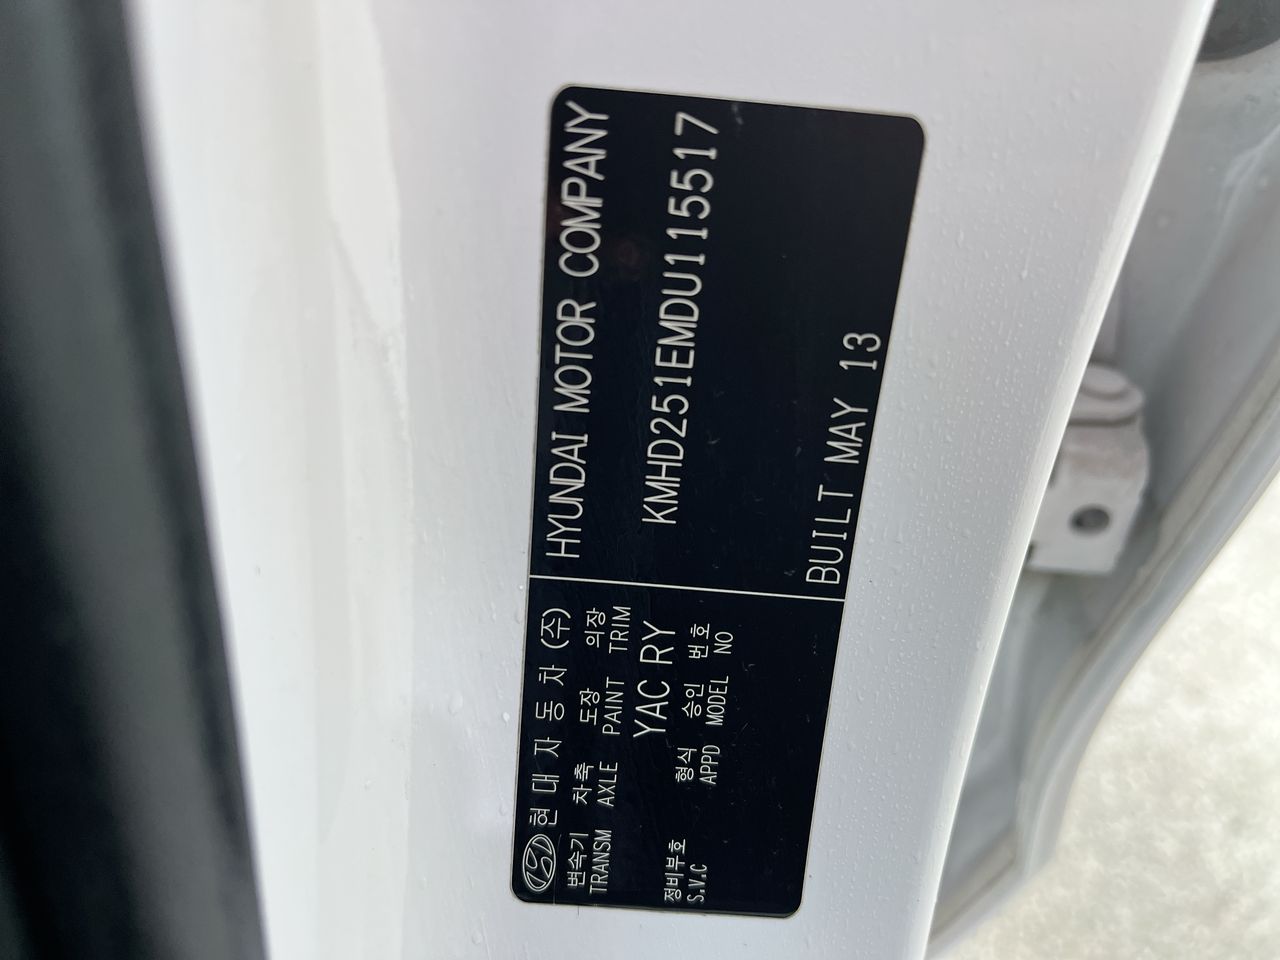 현대자동차(주) HYUNDAI MOTOR COMPANY
변속기 차축 도장 의장
TRANSM AXLE PAINT TRIM
YAC RY
KMHD251EMDU115517
정비부호 형식 승인 번호
S.V.C APPD MODEL NO
BUILT MAY 13